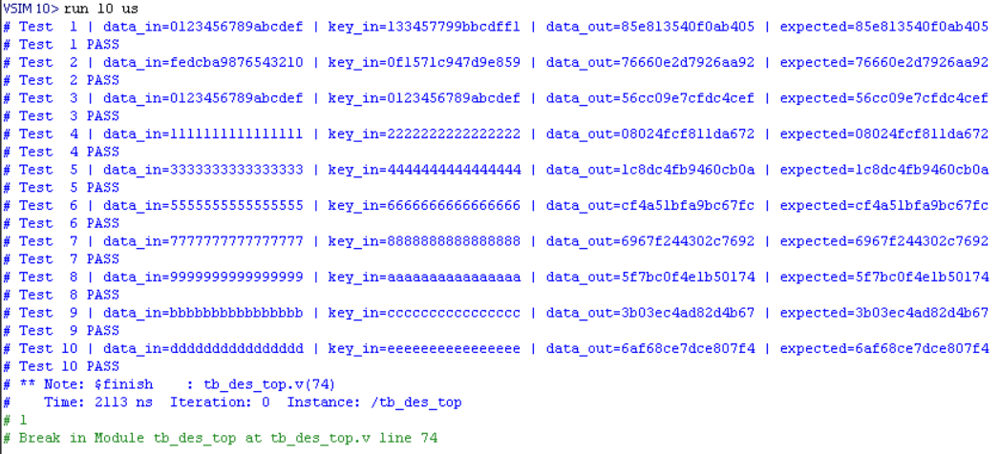 VSIM 10> run 10 us
# Test  1 | data_in=0123456789abcdef | key_in=133457799bbcdff1 | data_out=85e813540f0ab405 | expected=85e813540f0ab405
# Test  1 PASS
# Test  2 | data_in=fedcba9876543210 | key_in=0f1571c947d9e859 | data_out=76660e2d7926aa92 | expected=76660e2d7926aa92
# Test  2 PASS
# Test  3 | data_in=0123456789abcdef | key_in=0123456789abcdef | data_out=56cc09e7cfdc4cef | expected=56cc09e7cfdc4cef
# Test  3 PASS
# Test  4 | data_in=1111111111111111 | key_in=2222222222222222 | data_out=08024fcf811da672 | expected=08024fcf811da672
# Test  4 PASS
# Test  5 | data_in=3333333333333333 | key_in=4444444444444444 | data_out=1c8dc4fb9460cb0a | expected=1c8dc4fb9460cb0a
# Test  5 PASS
# Test  6 | data_in=5555555555555555 | key_in=6666666666666666 | data_out=cf4a51bfa9bc67fc | expected=cf4a51bfa9bc67fc
# Test  6 PASS
# Test  7 | data_in=7777777777777777 | key_in=8888888888888888 | data_out=6967f244302c7692 | expected=6967f244302c7692
# Test  7 PASS
# Test  8 | data_in=9999999999999999 | key_in=aaaaaaaaaaaaaaaa | data_out=5f7bc0f4e1b50174 | expected=5f7bc0f4e1b50174
# Test  8 PASS
# Test  9 | data_in=bbbbbbbbbbbbbbbb | key_in=cccccccccccccccc | data_out=3b03ec4ad82d4b67 | expected=3b03ec4ad82d4b67
# Test  9 PASS
# Test 10 | data_in=dddddddddddddddd | key_in=eeeeeeeeeeeeeeee | data_out=6af68ce7dce807f4 | expected=6af68ce7dce807f4
# Test 10 PASS
# ** Note: $finish    : tb_des_top.v(74)
#    Time: 2113 ns  Iteration: 0  Instance: /tb_des_top
# 1
# Break in Module tb_des_top at tb_des_top.v line 74